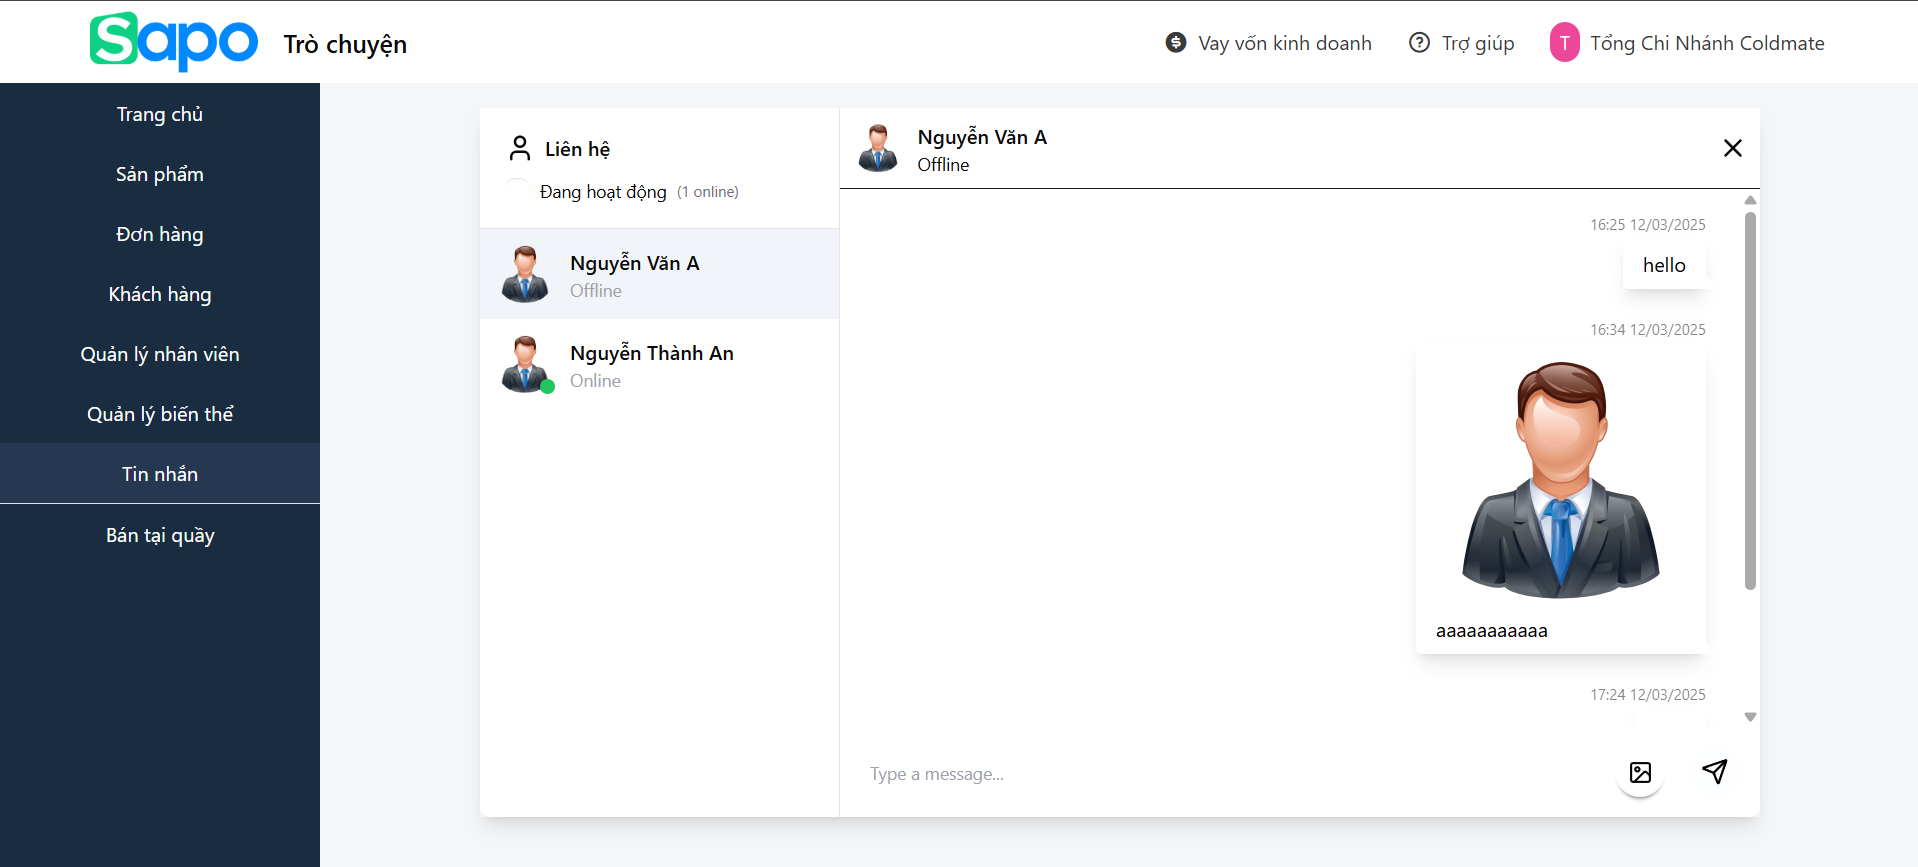 Sapo
Trò chuyện
Vay vốn kinh doanh
Trợ giúp
T
Tổng Chi Nhánh Coldmate
Trang chủ
Sản phẩm
Đơn hàng
Khách hàng
Quản lý nhân viên
Quản lý biến thể
Tin nhắn
Bán tại quầy
Liên hệ
Đang hoạt động (1 online)
Nguyễn Văn A
Offline
Nguyễn Thành An
Online
Nguyễn Văn A
Offline
16:25 12/03/2025
hello
16:34 12/03/2025
aaaaaaaaaaa
17:24 12/03/2025
Type a message...